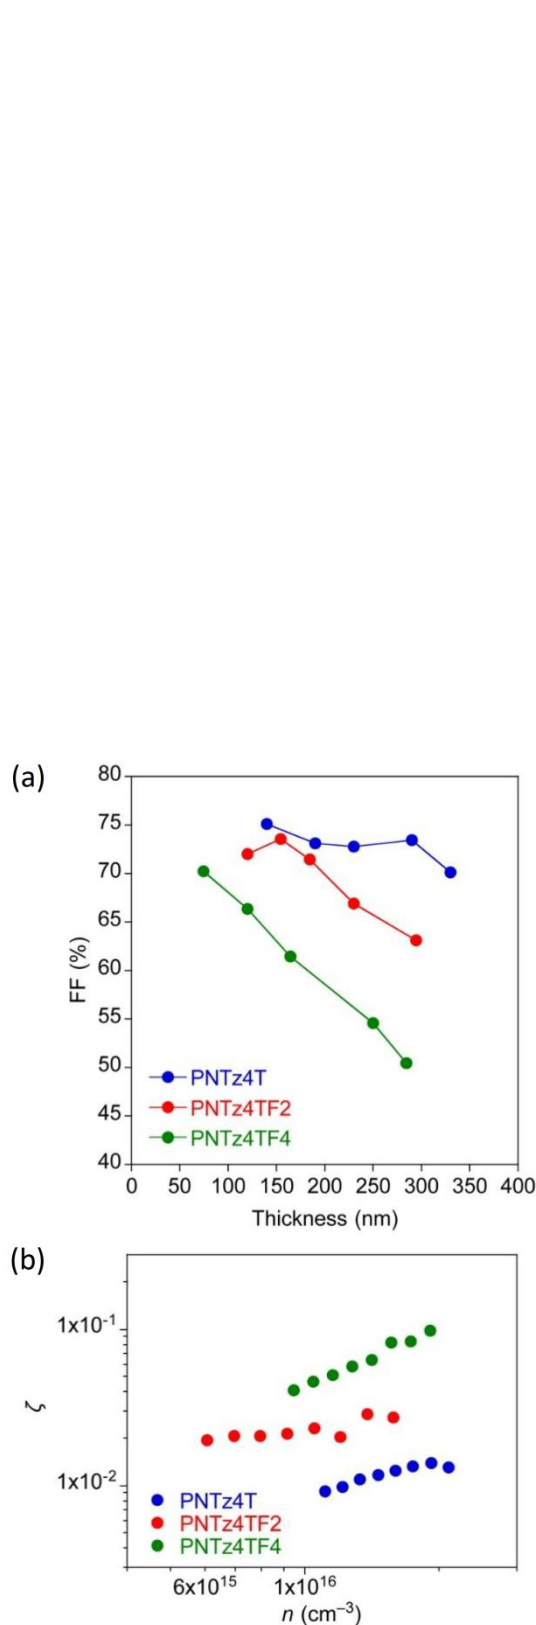 (a)
80
75
70
65
60
55
50
45
40
FF (%)
PNTz4T
PNTz4TF2
PNTz4TF4
0 50 100 150 200 250 300 350 400
Thickness (nm)
(b)
1x10⁻¹
ζ
1x10⁻²
PNTz4T
PNTz4TF2
PNTz4TF4
6x10¹⁵ 1x10¹⁶
n (cm⁻³)